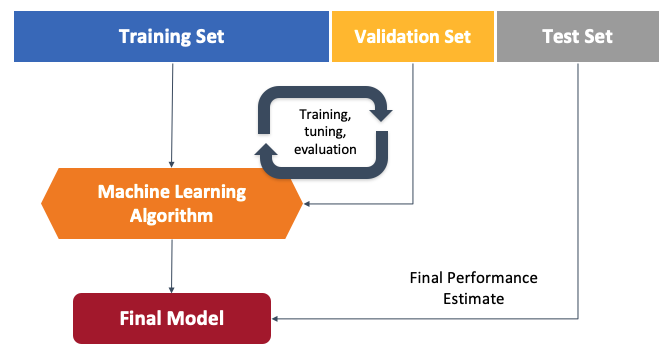 Training Set
Validation Set
Test Set
Training,
tuning,
evaluation
Machine Learning
Algorithm
Final Performance
Estimate
Final Model